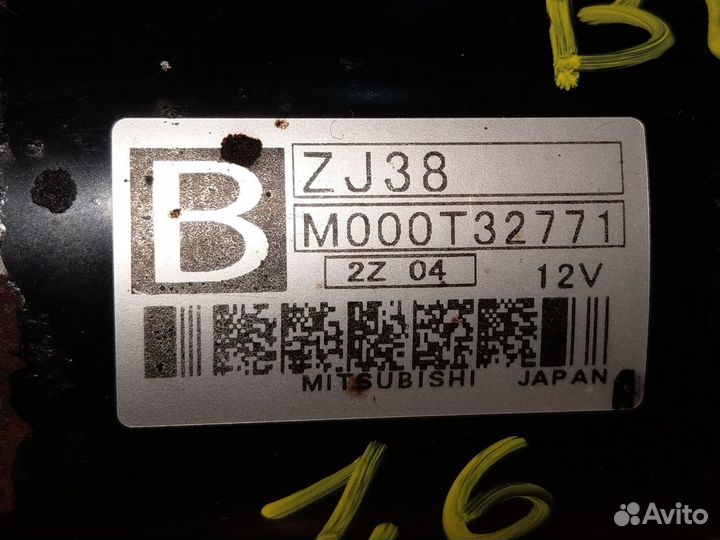 B
ZJ38
M000T32771
2Z 04
12V
MITSUBISHI JAPAN
1,6
Avito